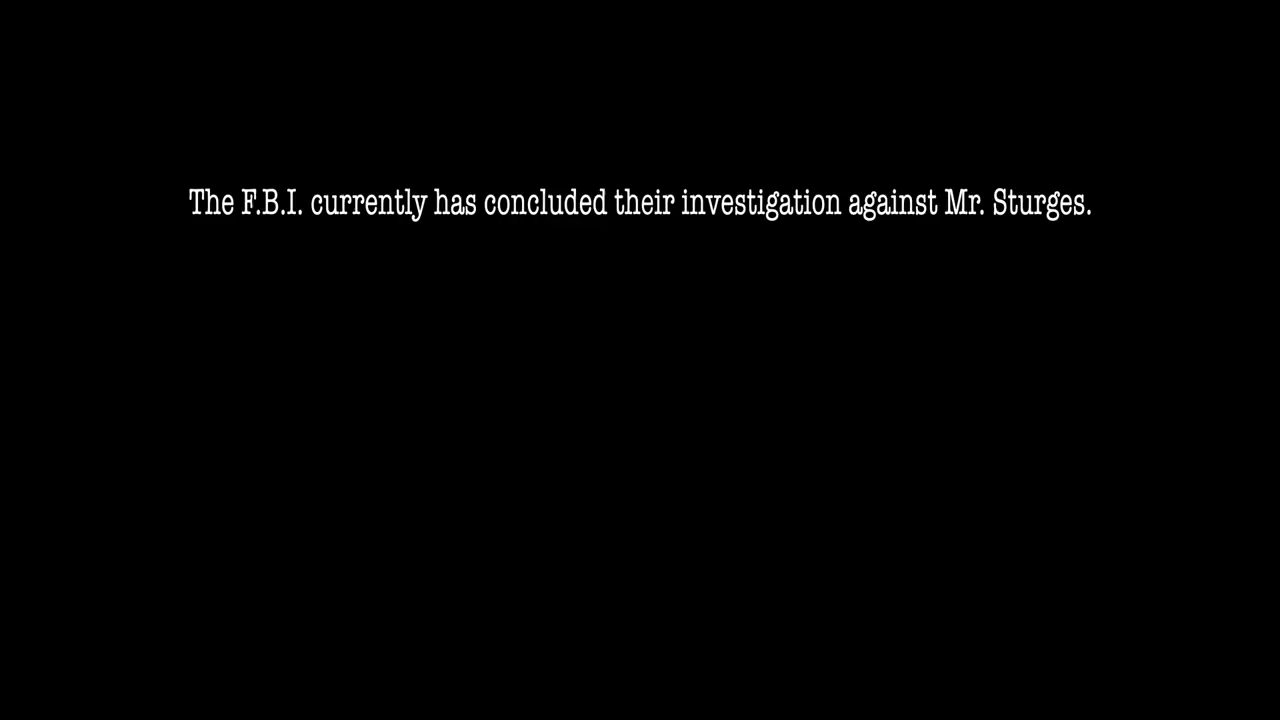 The F.B.I. currently has concluded their investigation against Mr. Sturges.